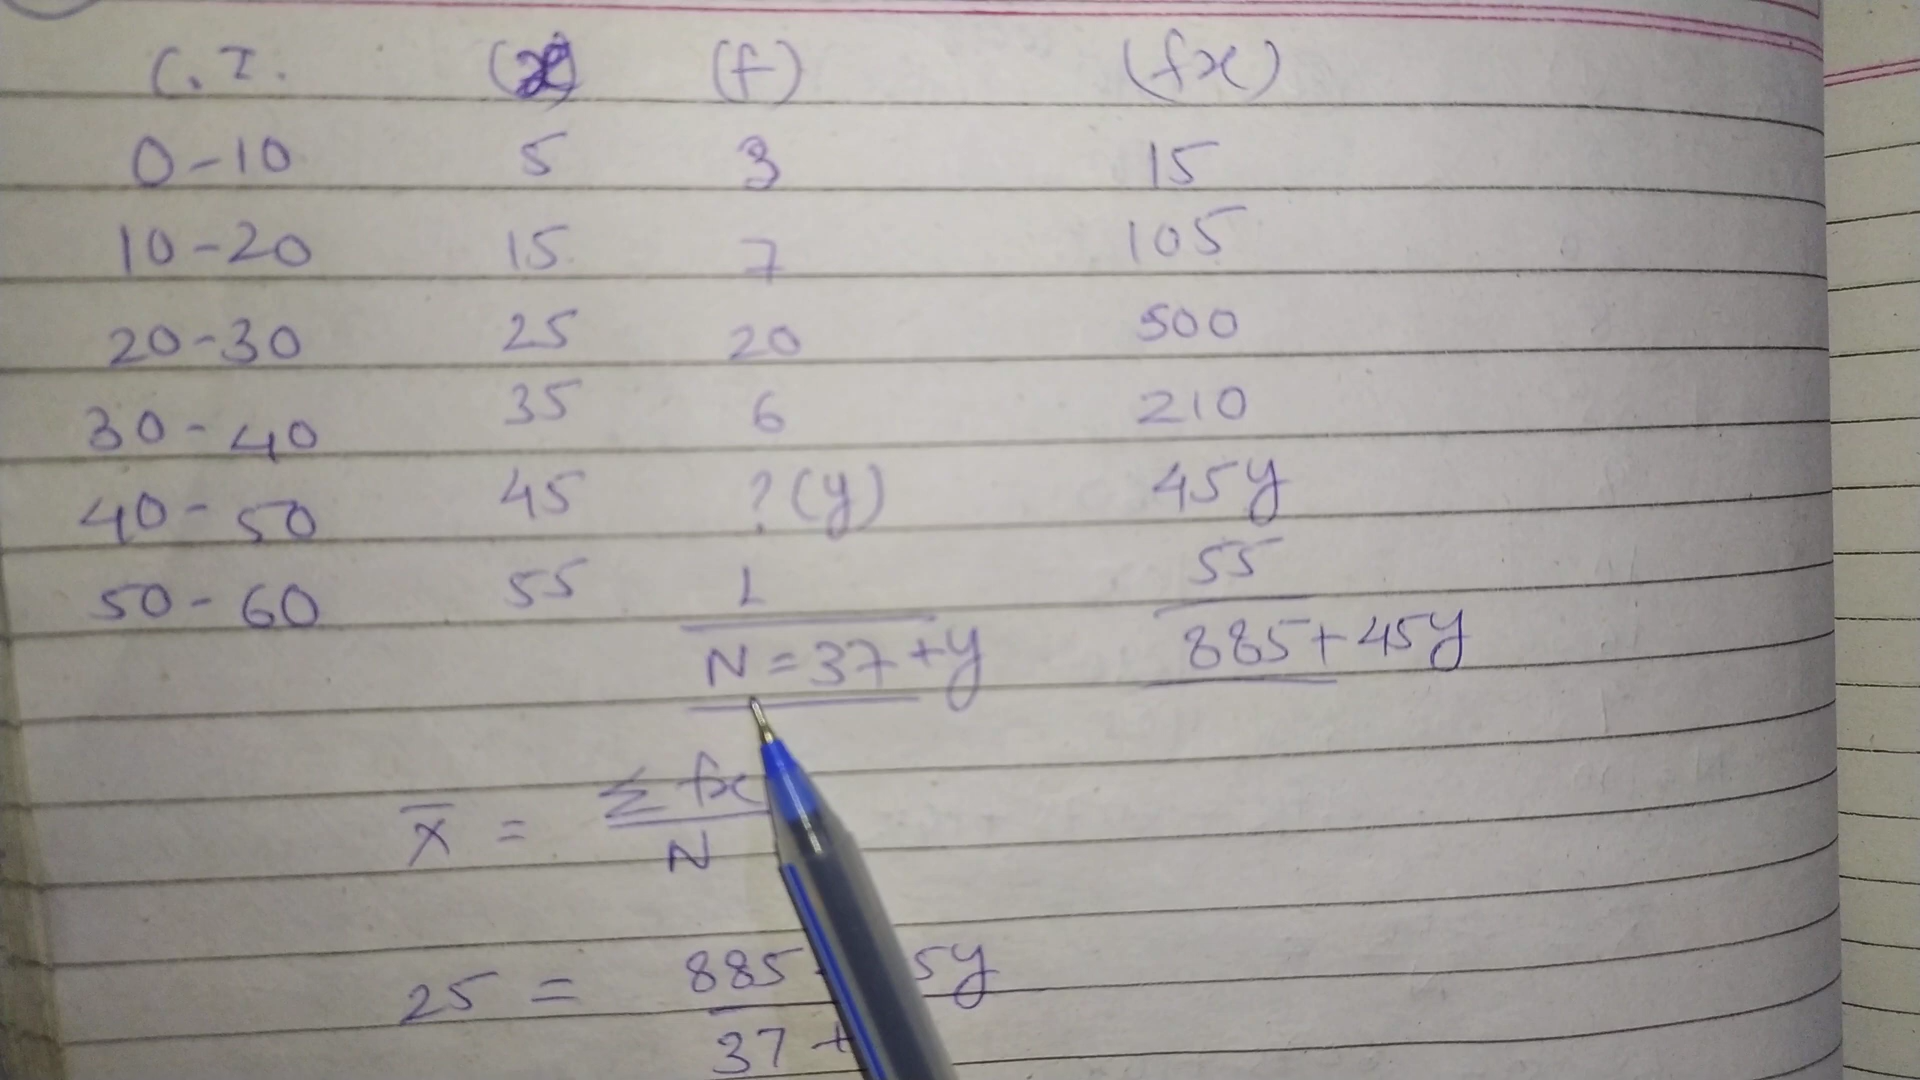 C.I. (x) (f) (fx)
0-10 5 3 15
10-20 15 7 105
20-30 25 20 500
30-40 35 6 210
40-50 45 ?(y) 45y
50-60 55 1 55
N=37+y 885+45y
x̄ = Σfx
N
25 = 885 5y
37+